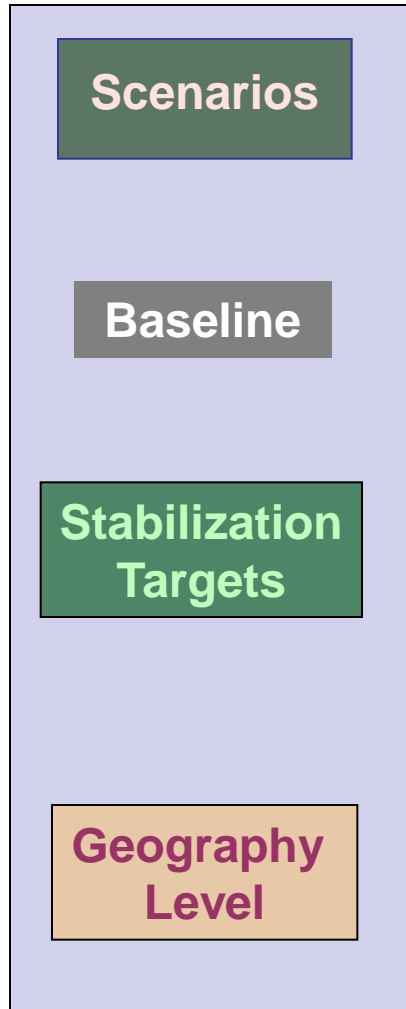 Scenarios
Baseline
Stabilization
Targets
Geography
Level